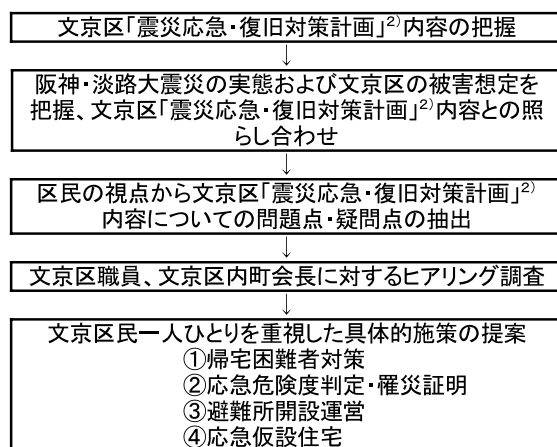 文京区「震災応急・復旧対策計画」2)内容の把握
↓
阪神・淡路大震災の実態および文京区の被害想定を
把握、文京区「震災応急・復旧対策計画」2)内容との照
らし合わせ
↓
区民の視点から文京区「震災応急・復旧対策計画」2)
内容についての問題点・疑問点の抽出
↓
文京区職員、文京区内町会長に対するヒアリング調査
↓
文京区民一人ひとりを重視した具体的施策の提案
①帰宅困難者対策
②応急危険度判定・罹災証明
③避難所開設運営
④応急仮設住宅